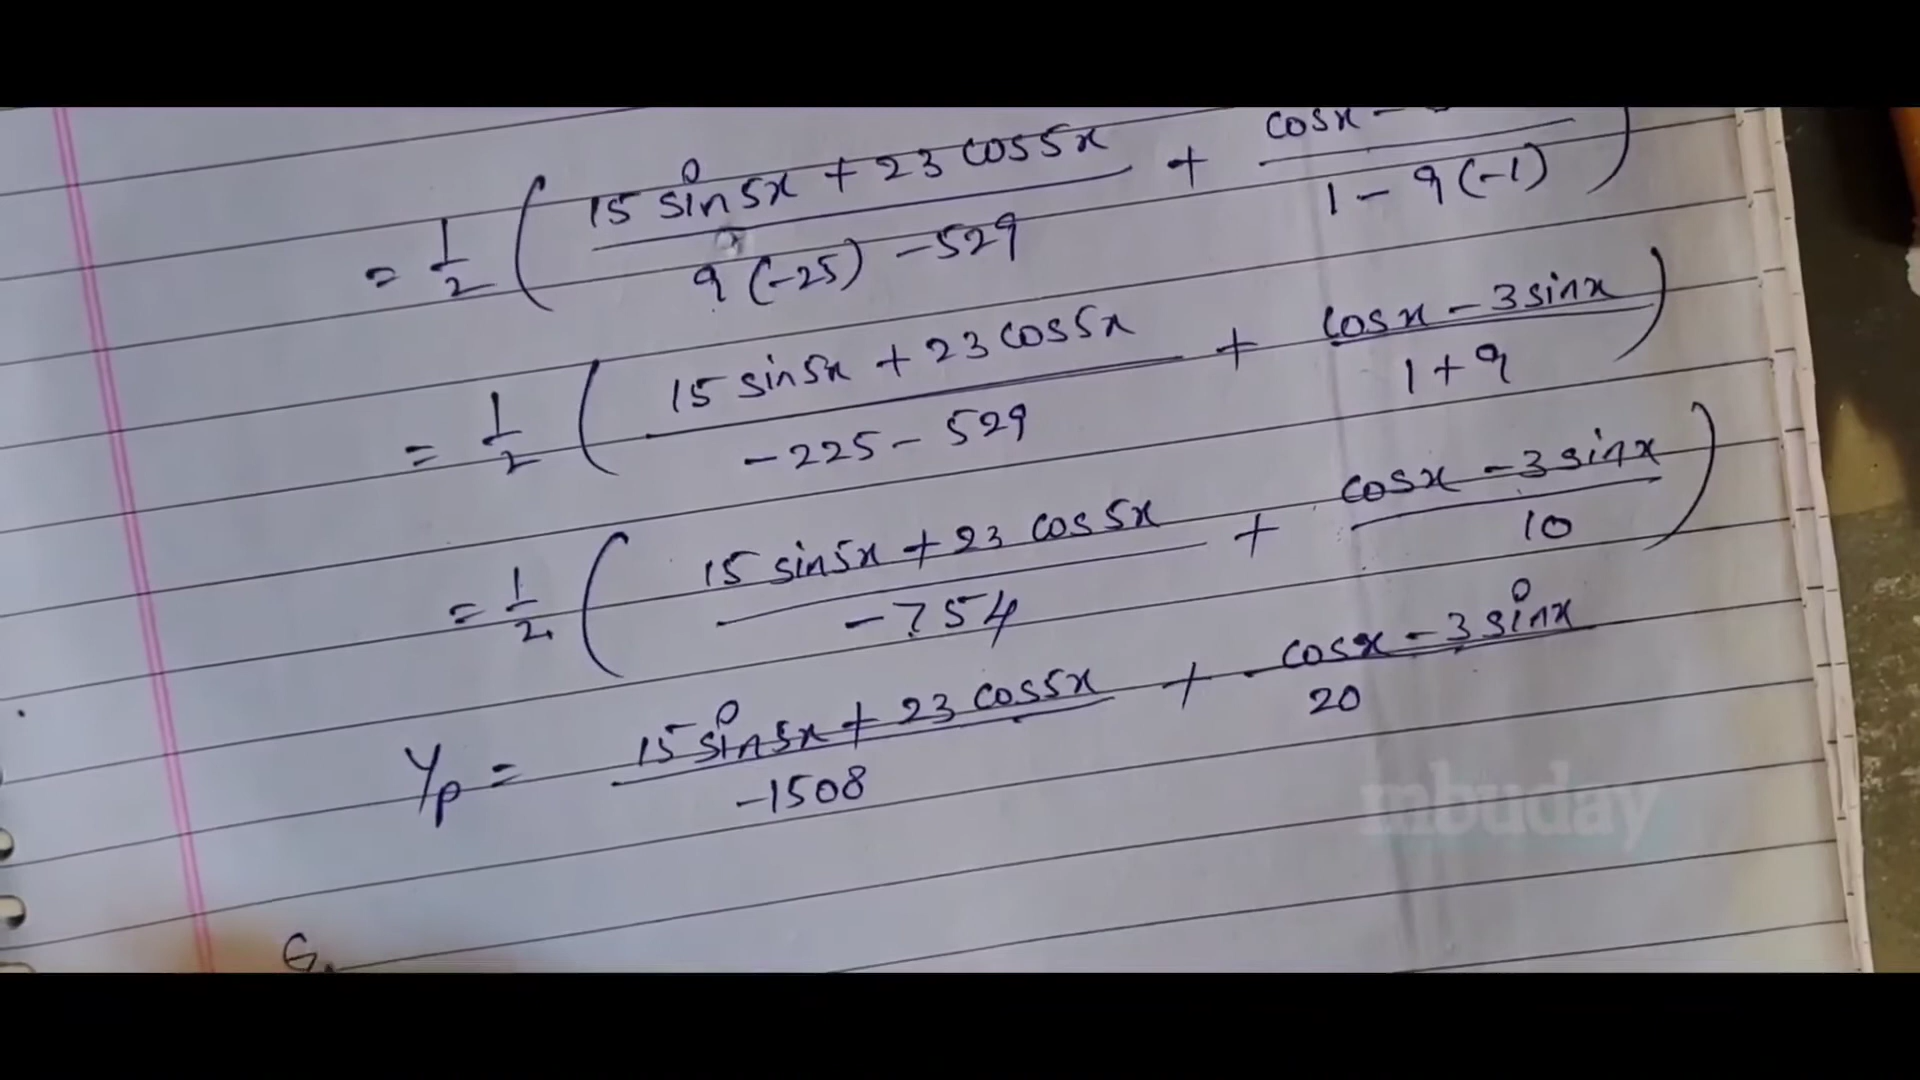 = 1/2 ( (15 sin5x + 23 cos5x)/(9(-25) - 529) + (cosx -)/(1 - 9(-1)) )
= 1/2 ( (15 sin5x + 23 cos5x)/(-225 - 529) + (cosx - 3 sinx)/(1+9) )
= 1/2 ( (15 sin5x + 23 cos5x)/(-754) + (cosx - 3 sinx)/10 )
Yp = (15 sin5x + 23 cos5x)/(-1508) + (cosx - 3 sinx)/20
mbuday
G.